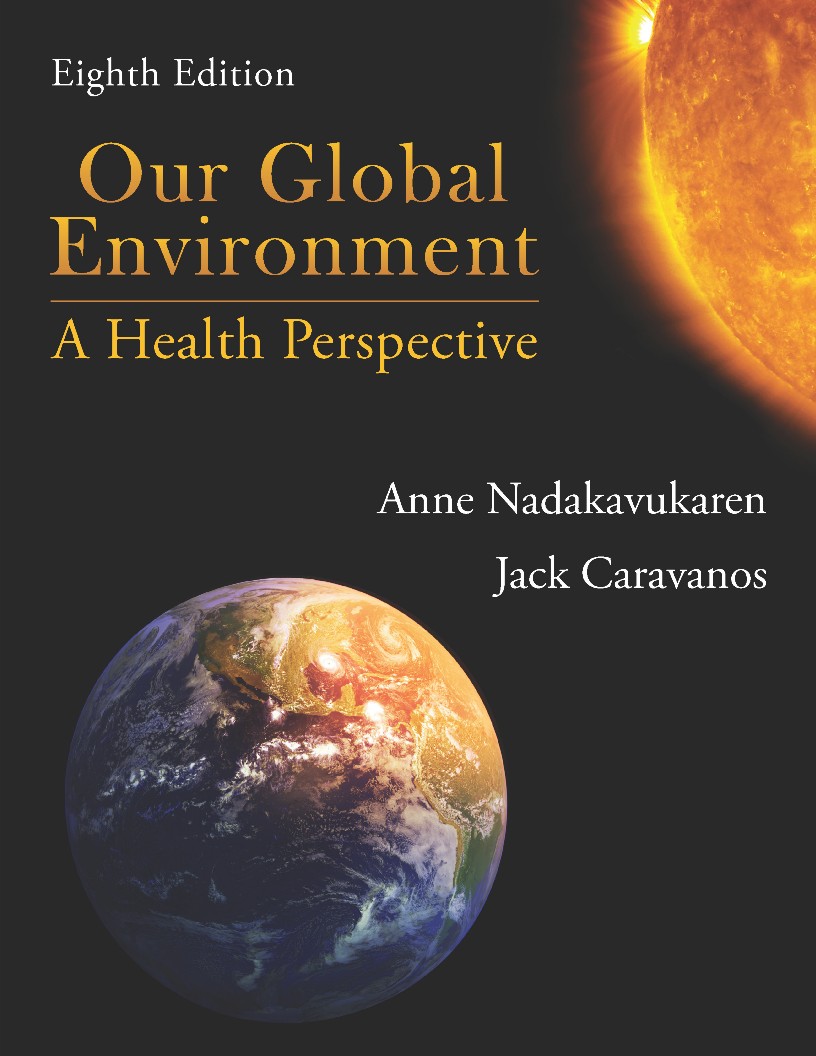 Eighth Edition
Our Global
Environment
A Health Perspective
Anne Nadakavukaren
Jack Caravanos